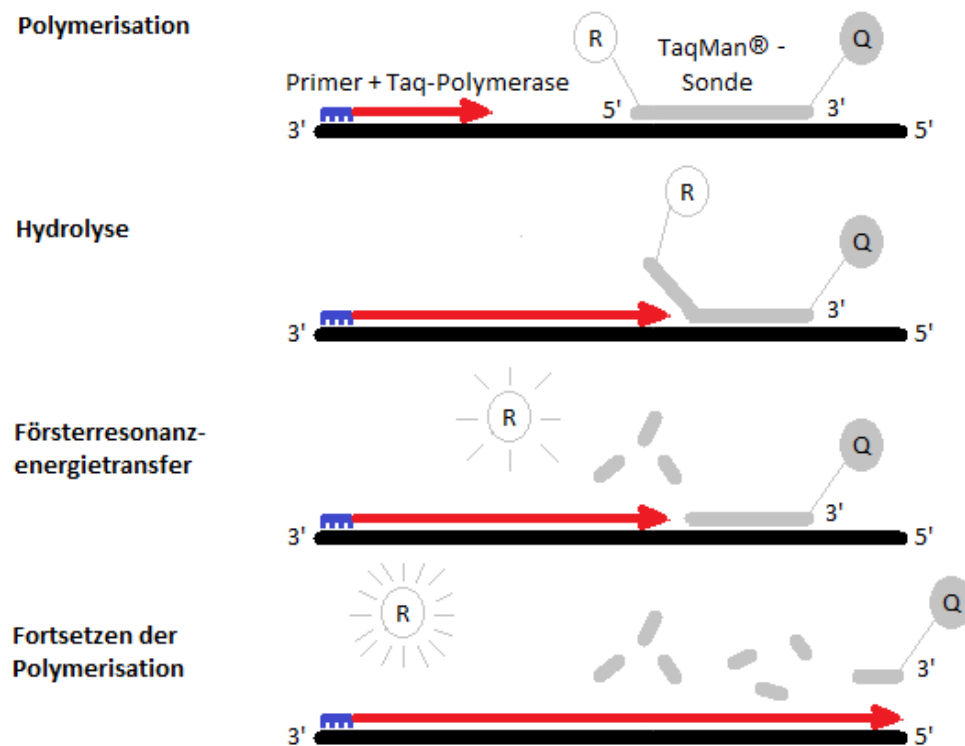 Polymerisation
R
TaqMan® -
Sonde
Q
Primer + Taq-Polymerase
5'
3'
3'
5'
Hydrolyse
R
Q
3'
3'
5'
Försterresonanz-
energietransfer
R
Q
3'
3'
5'
Fortsetzen der
Polymerisation
R
Q
3'
3'
5'